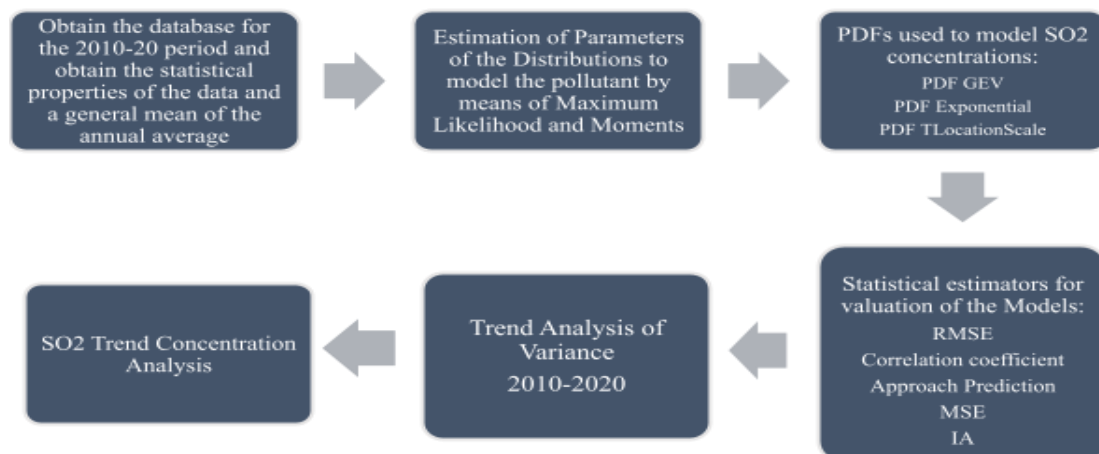 Obtain the database for
the 2010-20 period and
obtain the statistical
properties of the data and
a general mean of the
annual average
Estimation of Parameters
of the Distributions to
model the pollutant by
means of Maximum
Likelihood and Moments
PDFs used to model SO2
concentrations:
PDF GEV
PDF Exponential
PDF TLocationScale
Statistical estimators for
valuation of the Models:
RMSE
Correlation coefficient
Approach Prediction
MSE
IA
Trend Analysis of
Variance
2010-2020
SO2 Trend Concentration
Analysis